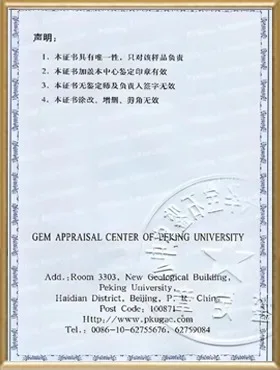 声明:
1、本证书具有唯一性,只对该样品负责
2、本证书加盖本中心鉴定印章有效
3、本证书无鉴定师及负责人签字无效
4、本证书涂改、增删、剪角无效
GEM APPRAISAL CENTER OF PEKING UNIVERSITY
Add.:Room 3303, New Geological Building,
Peking University,
Haidian District, Beijing, P. R. China
Post Code: 100871
Http://www.pkugac.com
Tel.: 0086-10-62755676, 62759084